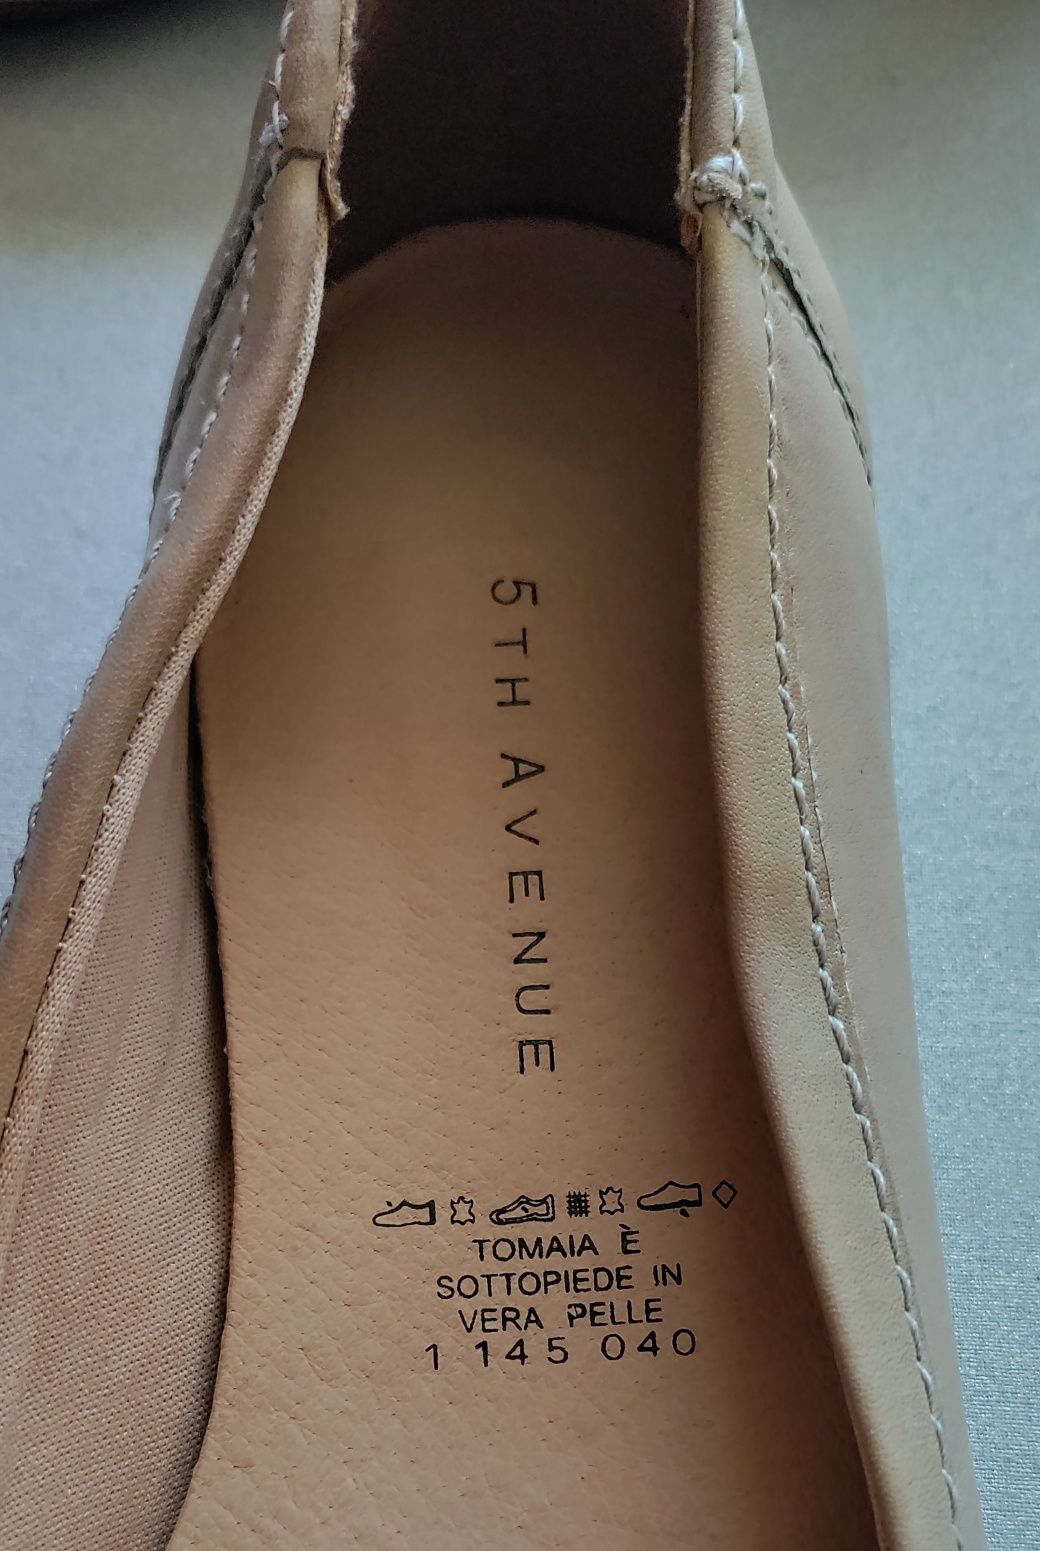 5TH AVENUE
TOMAIA È
SOTTOPIEDE IN
VERA PELLE
1 145 040